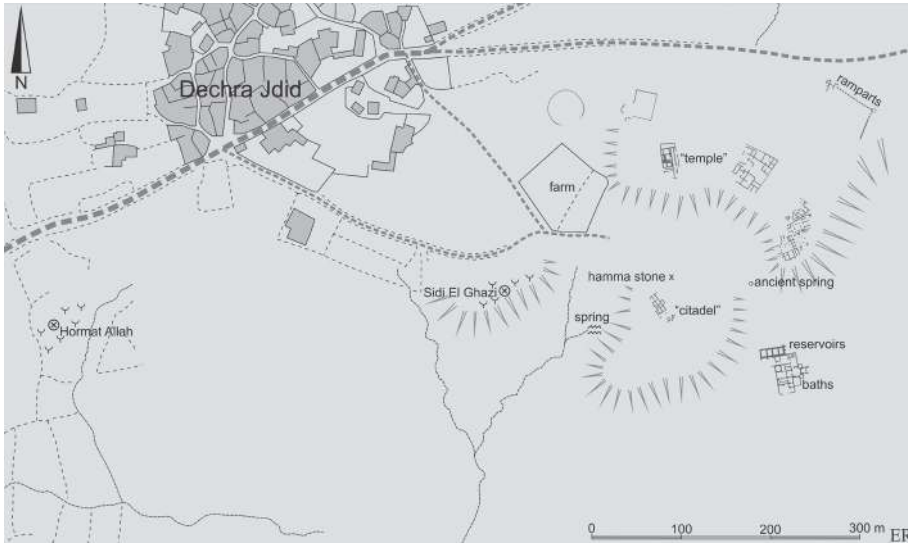 N
Dechra Jdid
ramparts
"temple"
farm
hamma stone x
ancient spring
Sidi El Ghazi
"citadel"
spring
Hormat Allah
reservoirs
baths
0 100 200 300 m
ER